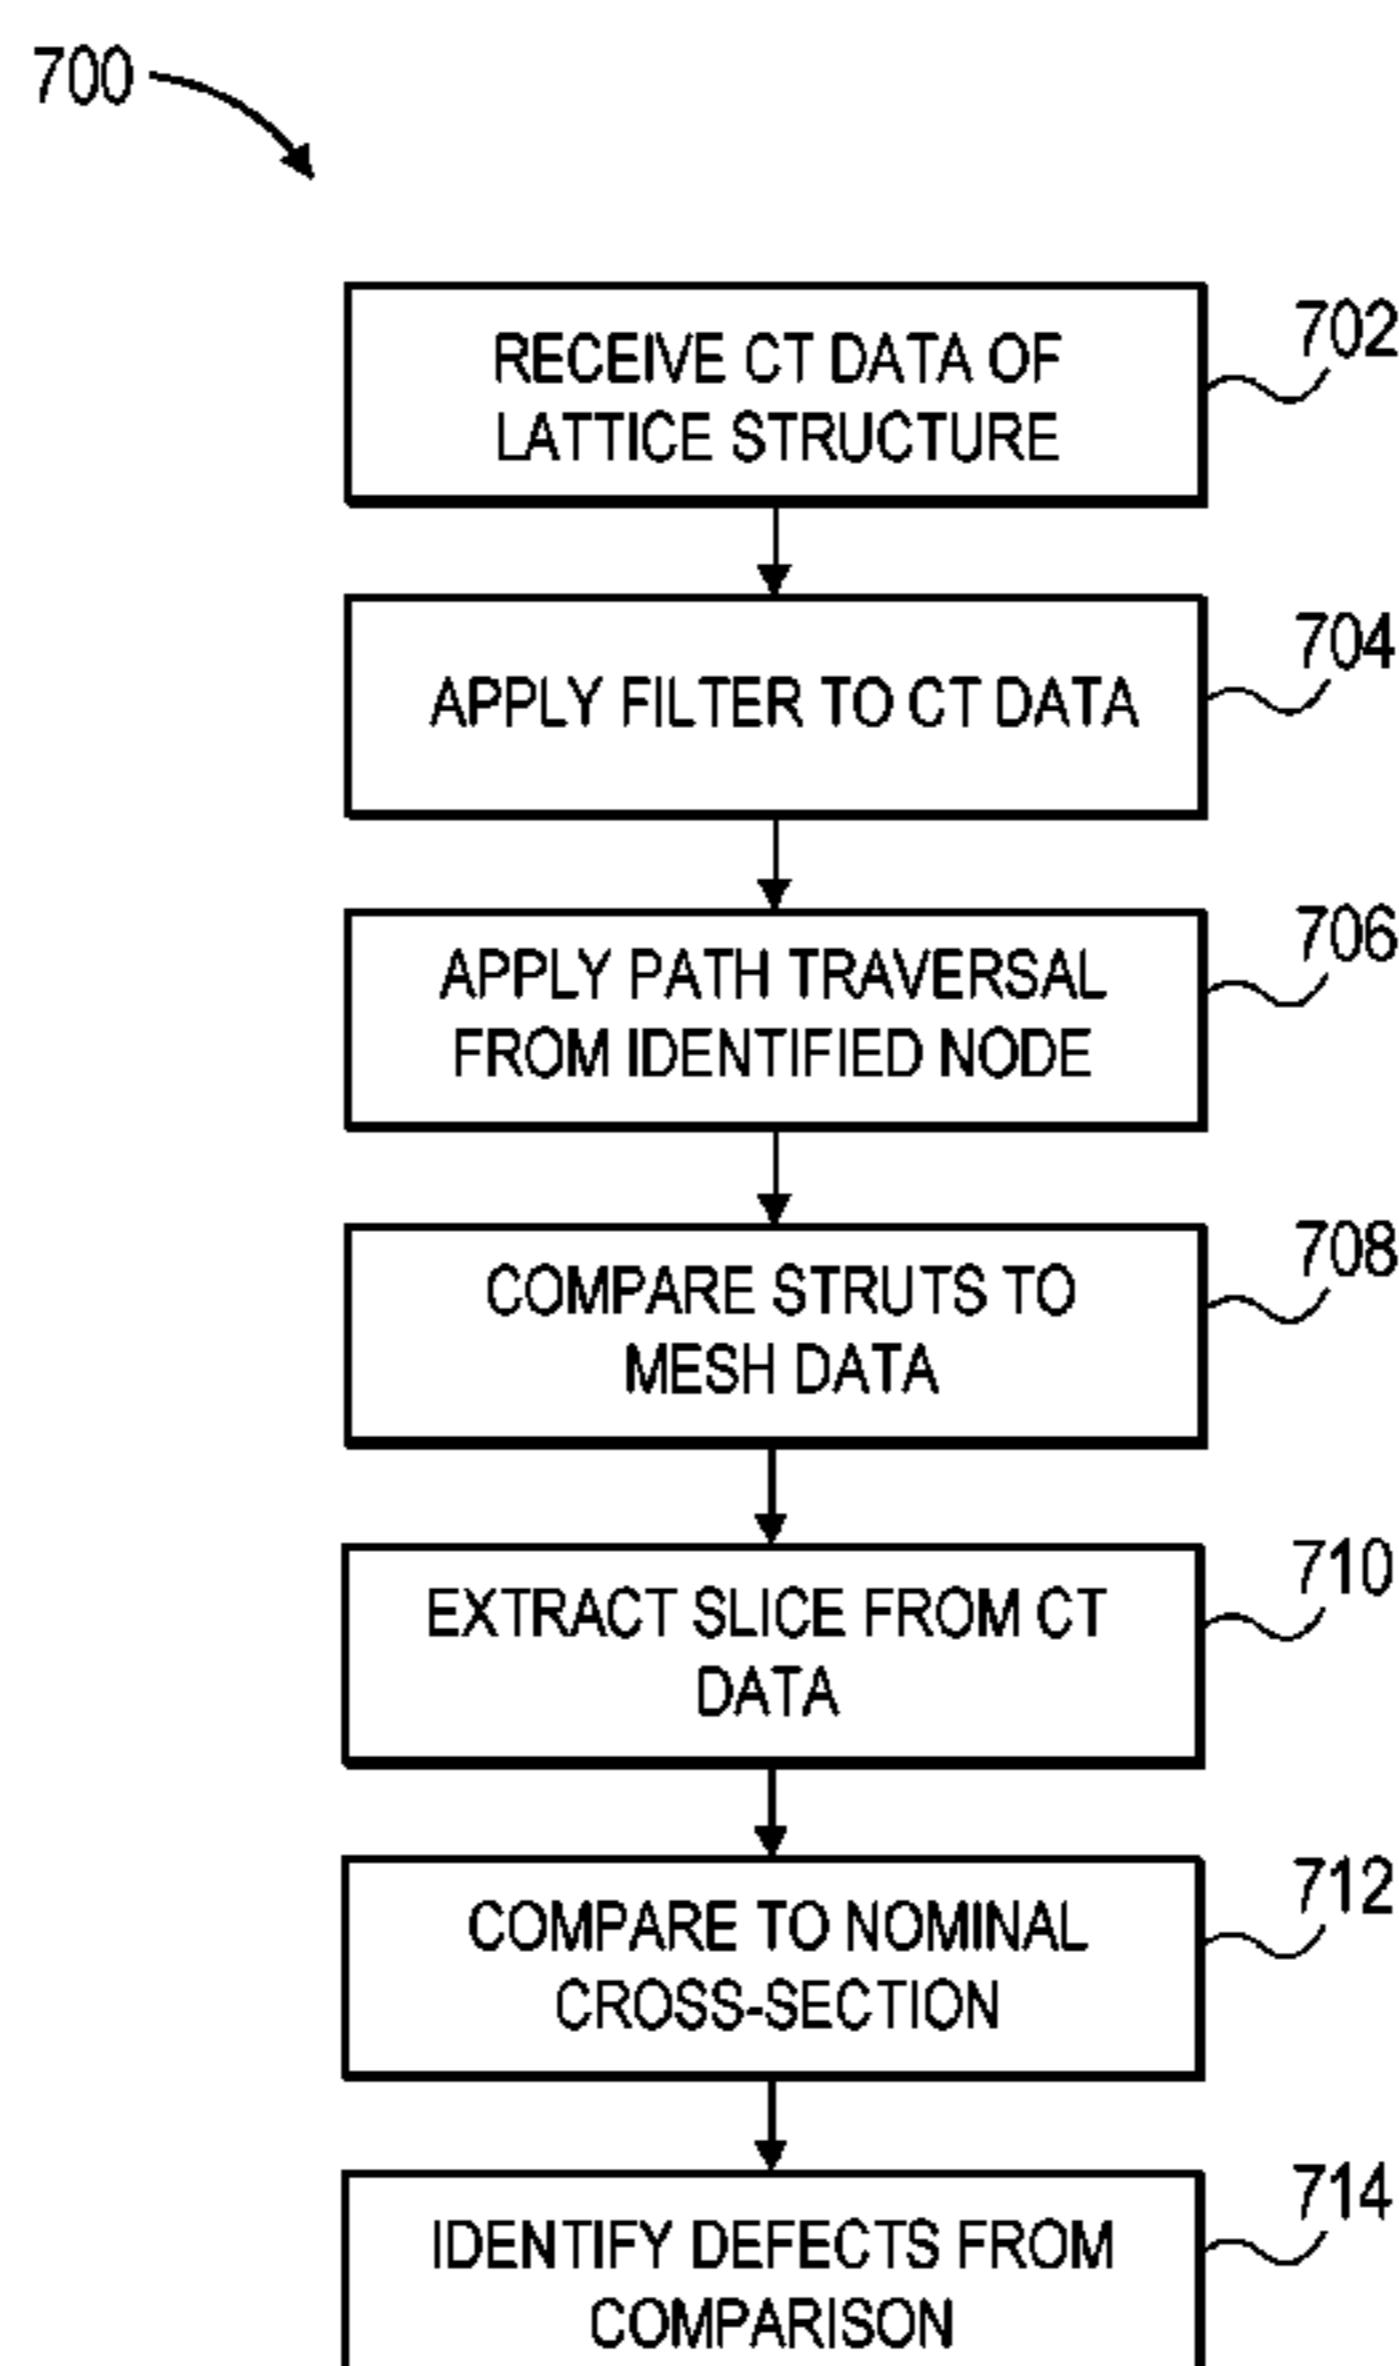 700
RECEIVE CT DATA OF
LATTICE STRUCTURE
702
APPLY FILTER TO CT DATA
704
APPLY PATH TRAVERSAL
FROM IDENTIFIED NODE
706
COMPARE STRUTS TO
MESH DATA
708
EXTRACT SLICE FROM CT
DATA
710
COMPARE TO NOMINAL
CROSS-SECTION
712
IDENTIFY DEFECTS FROM
COMPARISON
714